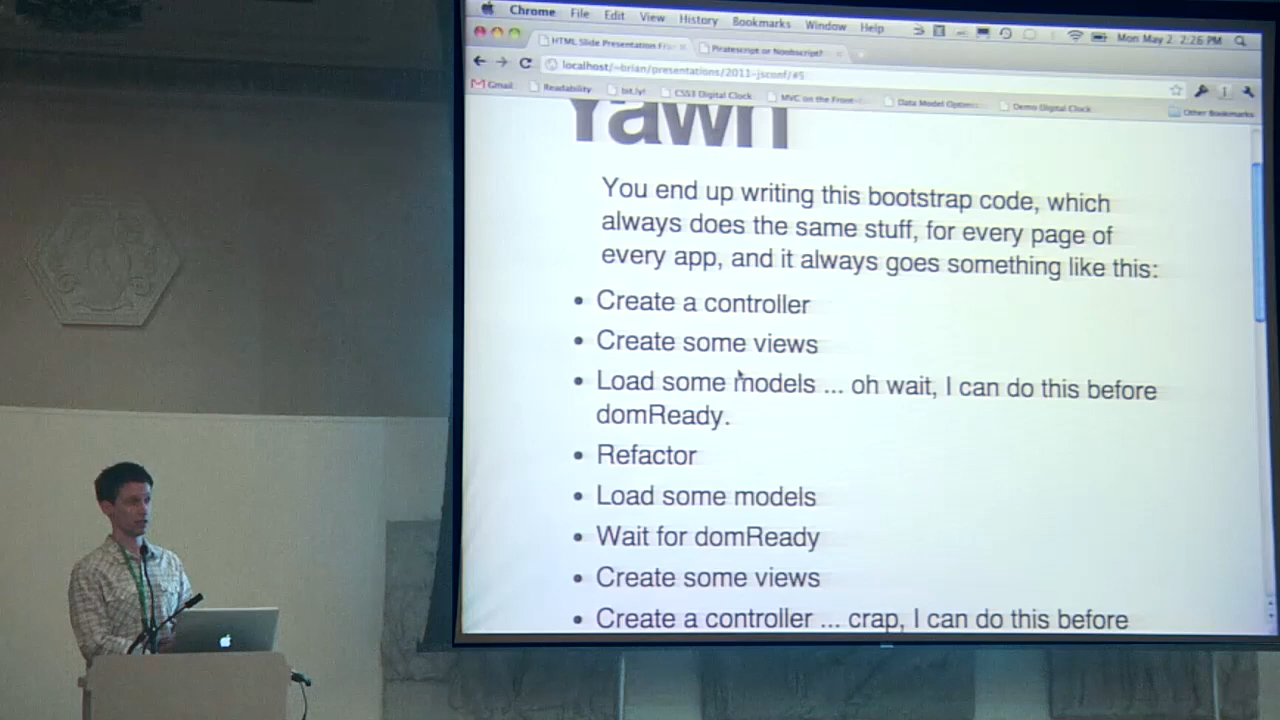 Chrome File Edit View History Bookmarks Window Help Mon May 2 2:26 PM
HTML Slide Presentation Fra Piratescript or Noobscript?
localhost/~brian/presentations/2011-jsconf/#5
Gmail Readability bit.ly! CSS3 Digital Clock MVC on the Front- Data Model Option Demo Digital Clock Other Bookmarks
Yawn
You end up writing this bootstrap code, which
always does the same stuff, for every page of
every app, and it always goes something like this:
• Create a controller
• Create some views
• Load some models ... oh wait, I can do this before
domReady.
• Refactor
• Load some models
• Wait for domReady
• Create some views
• Create a controller ... crap, I can do this before